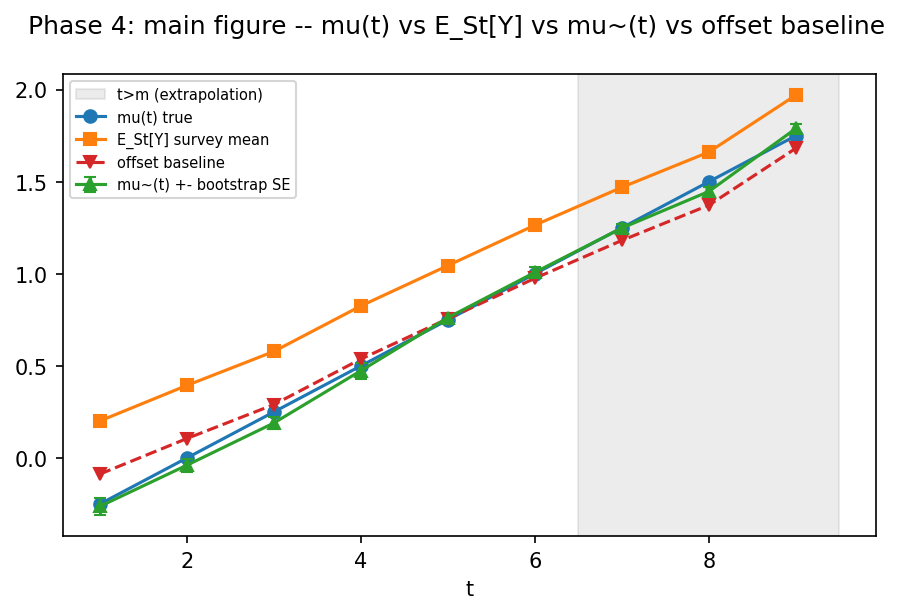 Phase 4: main figure -- mu(t) vs E_St[Y] vs mu~(t) vs offset baseline
t>m (extrapolation)
mu(t) true
E_St[Y] survey mean
offset baseline
mu~(t) +- bootstrap SE
2.0
1.5
1.0
0.5
0.0
2 4 6 8
t